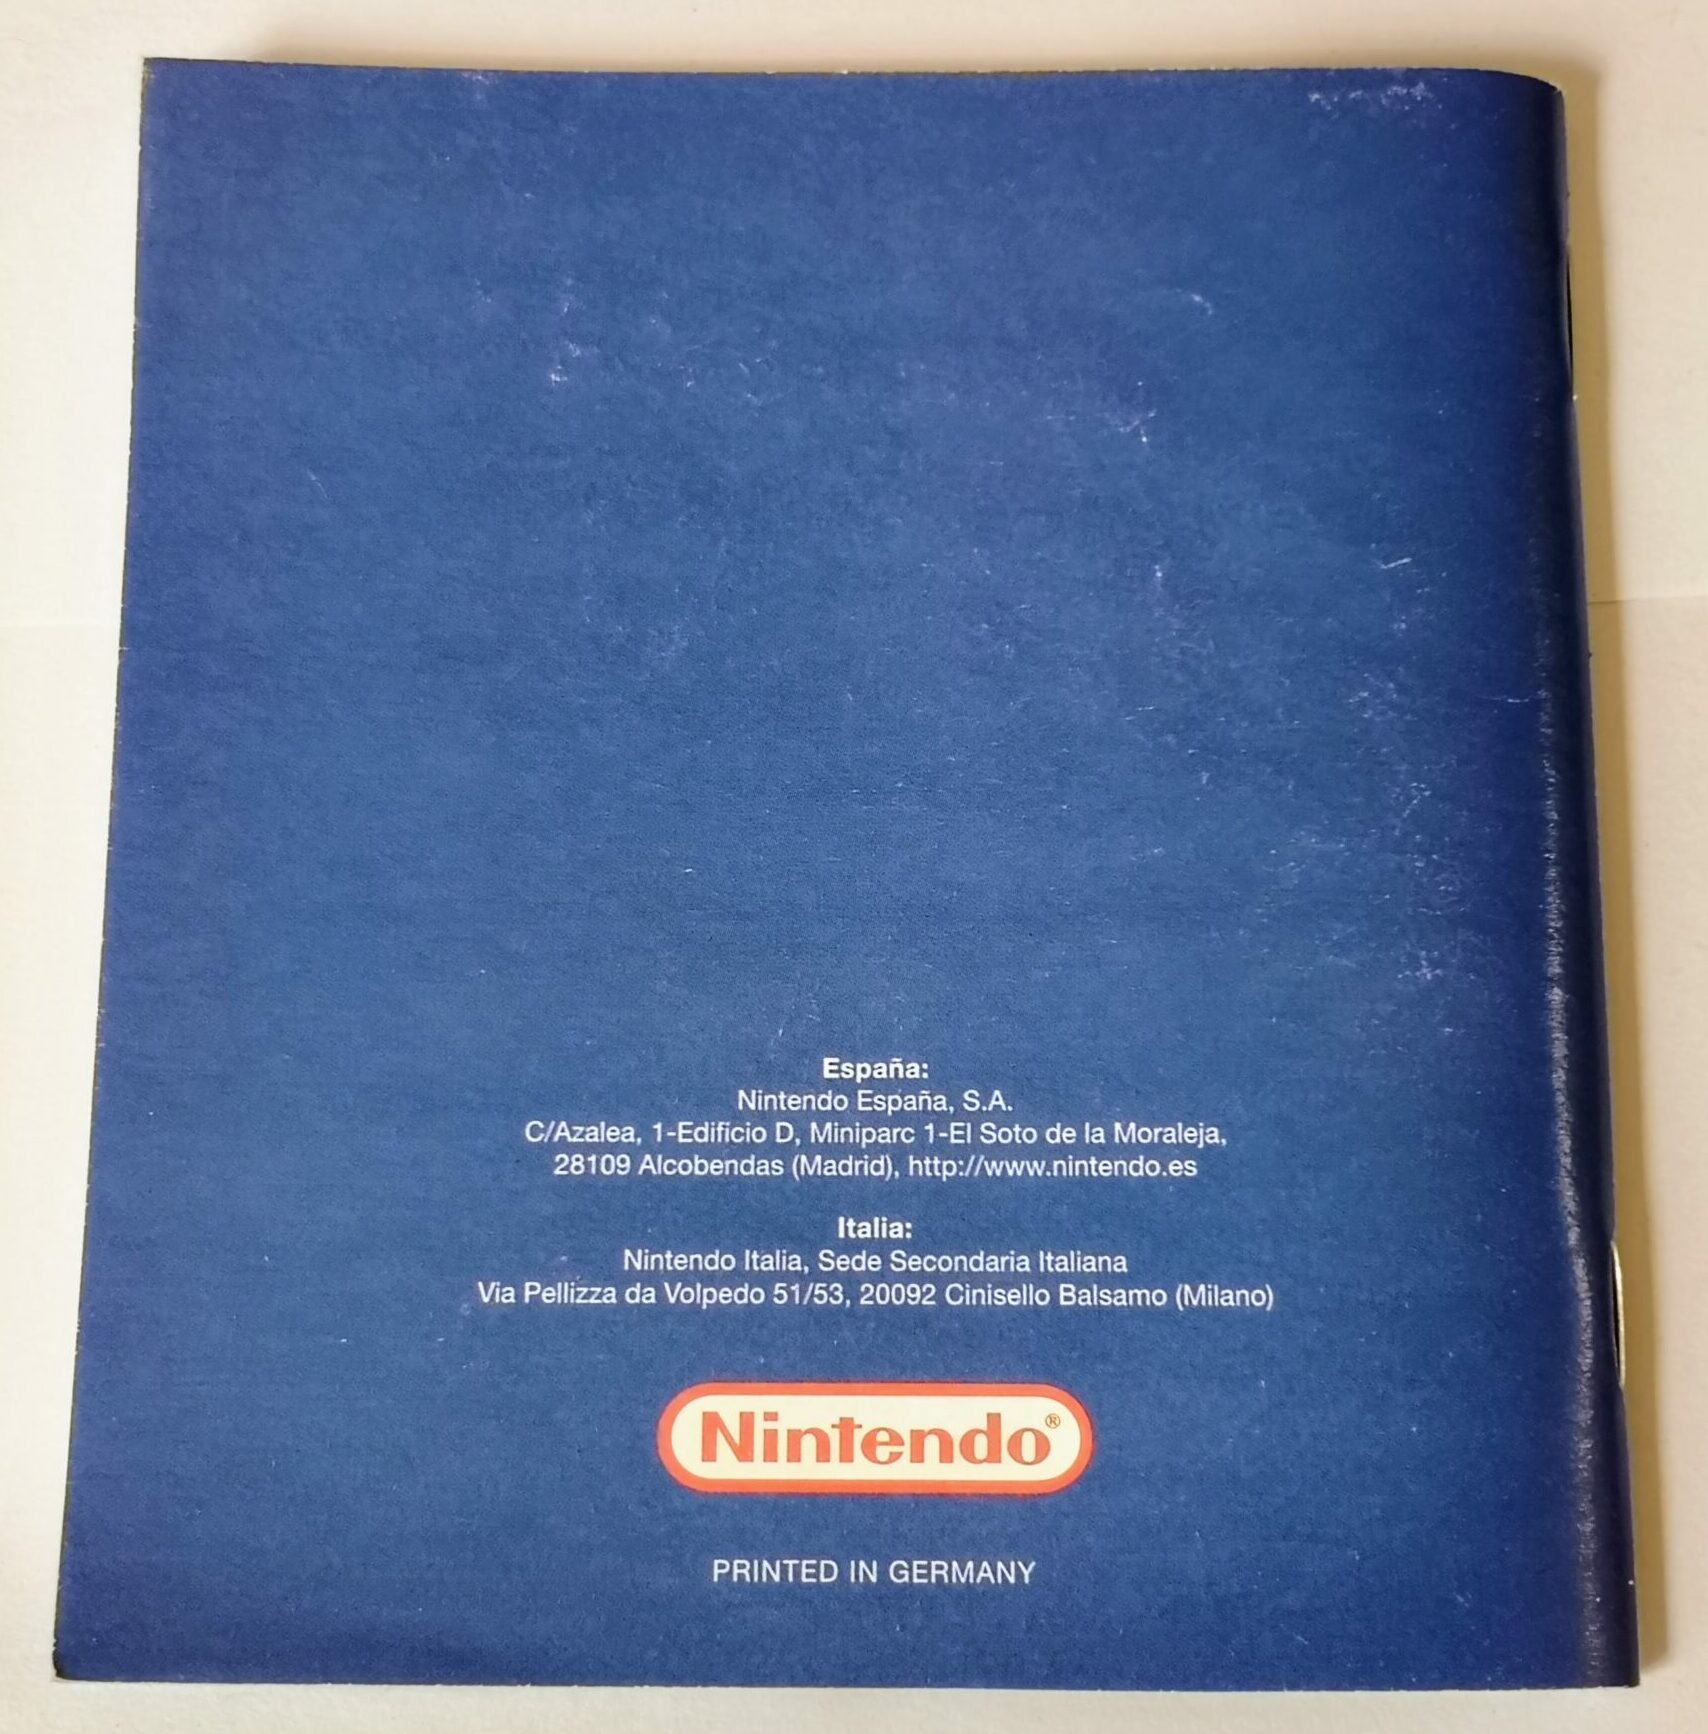 España:
Nintendo España, S.A.
C/Azalea, 1-Edificio D, Miniparc 1-El Soto de la Moraleja,
28109 Alcobendas (Madrid), http://www.nintendo.es
Italia:
Nintendo Italia, Sede Secondaria Italiana
Via Pellizza da Volpedo 51/53, 20092 Cinisello Balsamo (Milano)
Nintendo®
PRINTED IN GERMANY